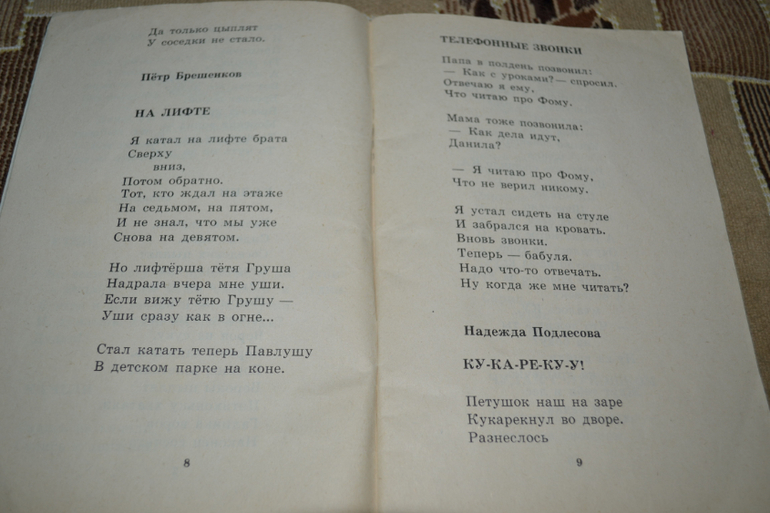 Да только цыплят
У соседки не стало.
Пётр Брешенков
НА ЛИФТЕ
Я катал на лифте брата
Сверху
вниз,
Потом обратно.
Тот, кто ждал на этаже
На седьмом, на пятом,
И не знал, что мы уже
Снова на девятом.
Но лифтёрша тётя Груша
Надрала вчера мне уши.
Если вижу тётю Грушу —
Уши сразу как в огне...
Стал катать теперь Павлушу
В детском парке на коне.
8
ТЕЛЕФОННЫЕ ЗВОНКИ
Папа в полдень позвонил:
— Как с уроками? — спросил.
Отвечаю я ему,
Что читаю про Фому.
Мама тоже позвонила:
— Как дела идут,
Данила?
— Я читаю про Фому,
Что не верил никому.
Я устал сидеть на стуле
И забрался на кровать.
Вновь звонки.
Теперь — бабуля.
Надо что-то отвечать.
Ну когда же мне читать?
Надежда Подлесова
КУ-КА-РЕ-КУ-У!
Петушок наш на заре
Кукарекнул во дворе.
Разнеслось
9